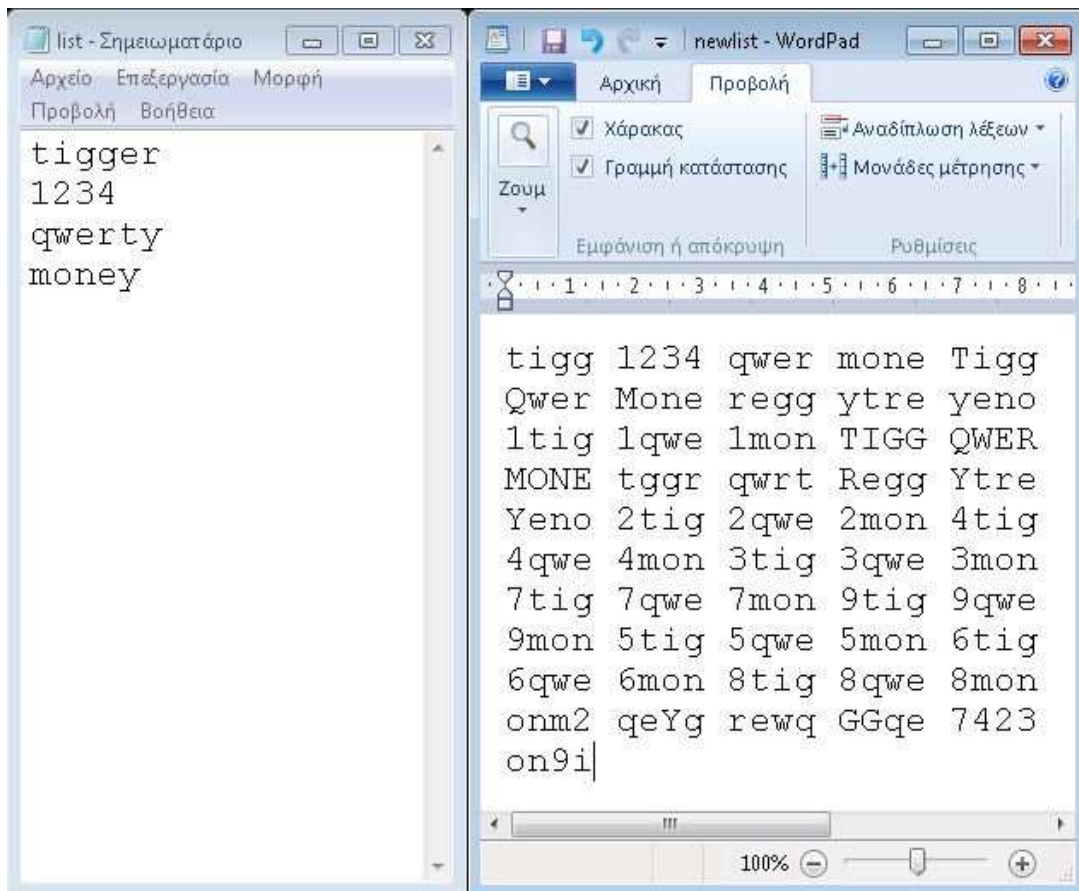 list - Σημειωματάριο
Αρχείο Επεξεργασία Μορφή
Προβολή Βοήθεια
tigger
1234
qwerty
money
newlist - WordPad
Αρχική Προβολή
Ζουμ
Χάρακας
Γραμμή κατάστασης
Εμφάνιση ή απόκρυψη
Αναδίπλωση λέξεων
Μονάδες μέτρησης
Ρυθμίσεις
1 2 3 4 5 6 7 8
tigg 1234 qwer mone Tigg
Qwer Mone regg ytre yeno
1tig 1qwe 1mon TIGG QWER
MONE tggr qwrt Regg Ytre
Yeno 2tig 2qwe 2mon 4tig
4qwe 4mon 3tig 3qwe 3mon
7tig 7qwe 7mon 9tig 9qwe
9mon 5tig 5qwe 5mon 6tig
6qwe 6mon 8tig 8qwe 8mon
onm2 qeYg rewq GGqe 7423
on9i
100%